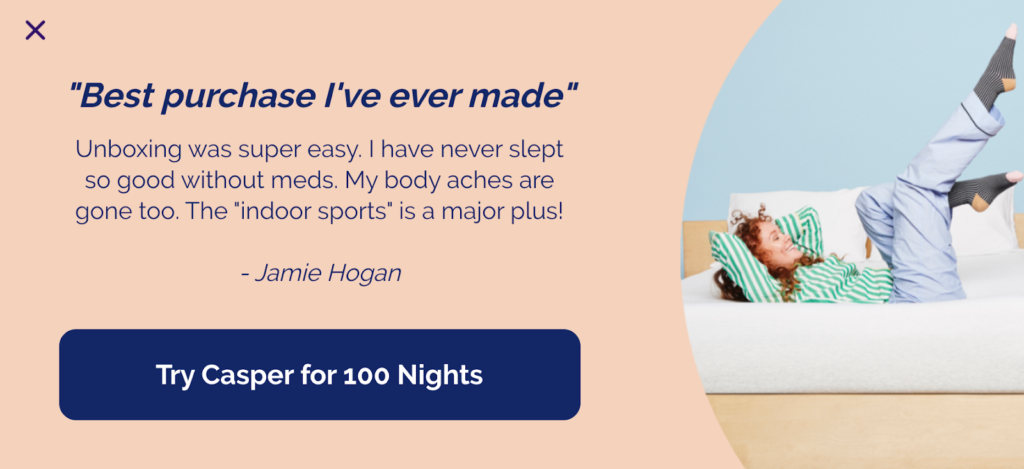 "Best purchase I've ever made"
Unboxing was super easy. I have never slept
so good without meds. My body aches are
gone too. The "indoor sports" is a major plus!
- Jamie Hogan
Try Casper for 100 Nights